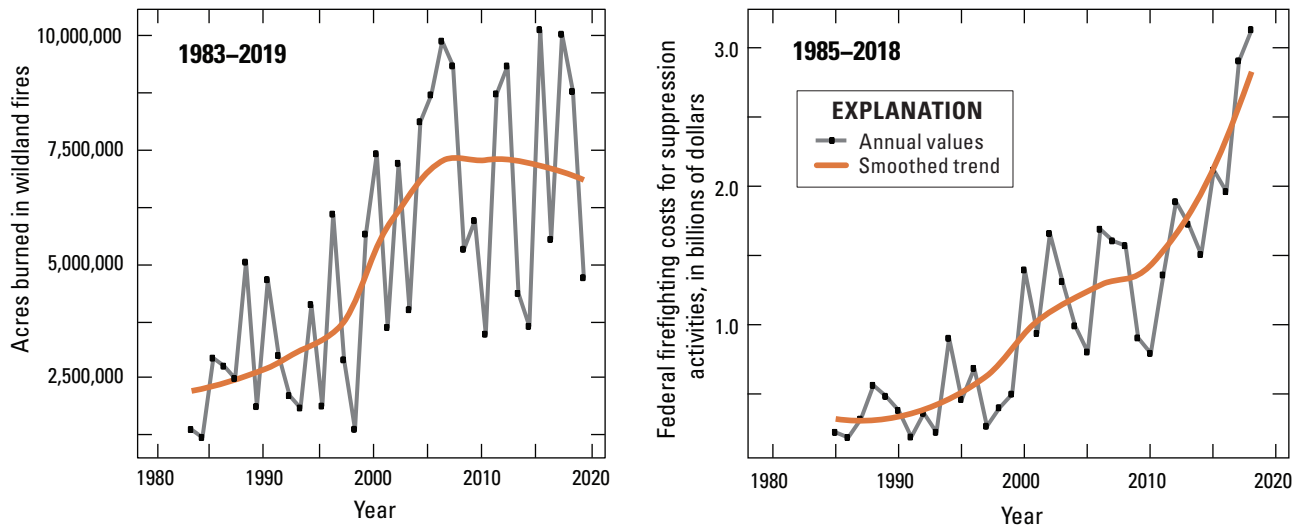 1983–2019
10,000,000
7,500,000
5,000,000
2,500,000
Acres burned in wildland fires
1980
1990
2000
2010
2020
Year
1985–2018
3.0
2.0
1.0
Federal firefighting costs for suppression
activities, in billions of dollars
EXPLANATION
Annual values
Smoothed trend
1980
1990
2000
2010
2020
Year